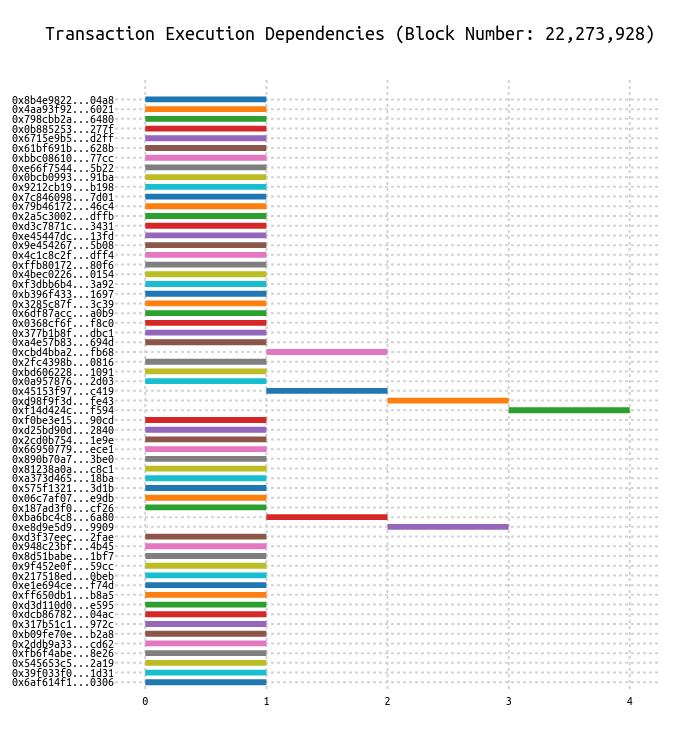 Transaction Execution Dependencies (Block Number: 22,273,928)
0x8b4e9822...04a8
0x4aa93f92...6021
0x798cbb2a...6480
0x0b885253...277f
0x6715e9b5...d2ff
0x61bf691b...628b
0xbbc08610...77cc
0xe66f7544...5b22
0x0bcb0993...91ba
0x9212cb19...b198
0x7c846098...7d01
0x79b46172...46c4
0x2a5c3002...dffb
0xd3c7871c...3431
0xe45447dc...13fd
0x9e454267...5b08
0x4c1c8c2f...dff4
0xffb80172...80f6
0x4bec0226...0154
0xf3dbb6b4...3a92
0xb396f433...1697
0x3285c87f...3c39
0x6df87acc...a0b9
0x0368cf6f...f8c0
0x377b1b8f...dbc1
0xa4e57b83...694d
0xcbd4bba2...fb68
0x2fc4398b...0816
0xbd606228...1091
0x0a957876...2d03
0x45153f97...c419
0xd98f9f3d...fe43
0xf14d424c...f594
0xf0be3e15...90cd
0xd25bd90d...2840
0x2cd0b754...1e9e
0x66950779...ece1
0x890b70a7...3be0
0x81238a0a...c8c1
0xa373d465...18ba
0x575f1321...3d1b
0x06c7af07...e9db
0x187ad3f0...cf26
0xba6bc4c8...6a80
0xe8d9e5d9...9909
0xd3f37eec...2fae
0x948c23bf...4b45
0x8d51babe...1bf7
0x9f452e0f...59cc
0x217518ed...0beb
0xe1e694ce...f74d
0xff650db1...b8a5
0xd3d110d0...e595
0xdcb86782...04ac
0x317b51c1...972c
0xb09fe70e...b2a8
0x2ddb9a33...cd62
0xfb6f4abe...8e26
0x545653c5...2a19
0x39f033f0...1d31
0x6af614f1...0306
0 1 2 3 4